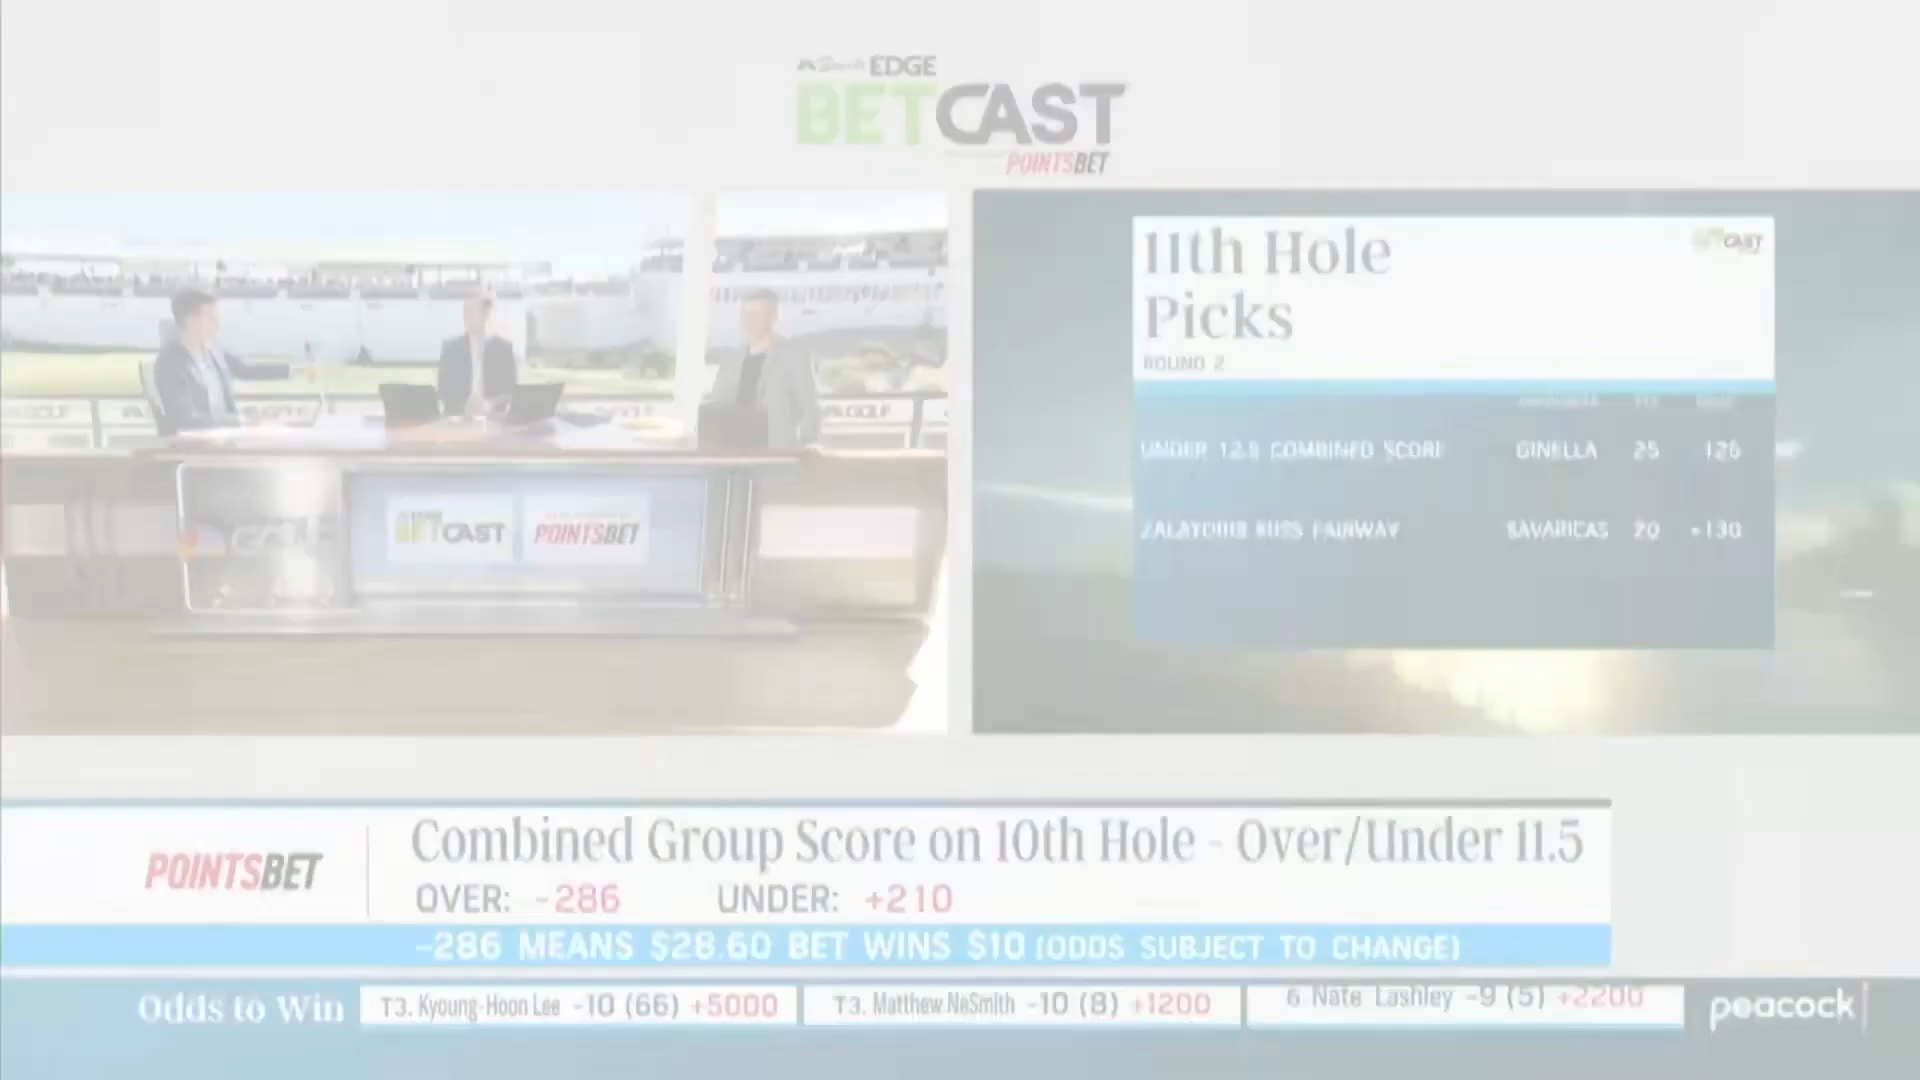 EDGE
BETCAST
POINTSBET
11th Hole
Picks
ROUND 2
CAST
UNDER 12.5 COMBINED SCORE GINELLA 25 125
ZALATORIS MISS FAIRWAY SAVARICAS 20 +130
GOLF
BETCAST
POINTSBET
Combined Group Score on 10th Hole - Over/Under 11.5
POINTSBET
OVER: -286 UNDER: +210
-286 MEANS $28.60 BET WINS $10 (ODDS SUBJECT TO CHANGE)
Odds to Win T3. Kyoung-Hoon Lee -10 (66) +5000 T3. Matthew NeSmith -10 (8) +1200 6 Nate Lashley -9 (5) +2200
peacock